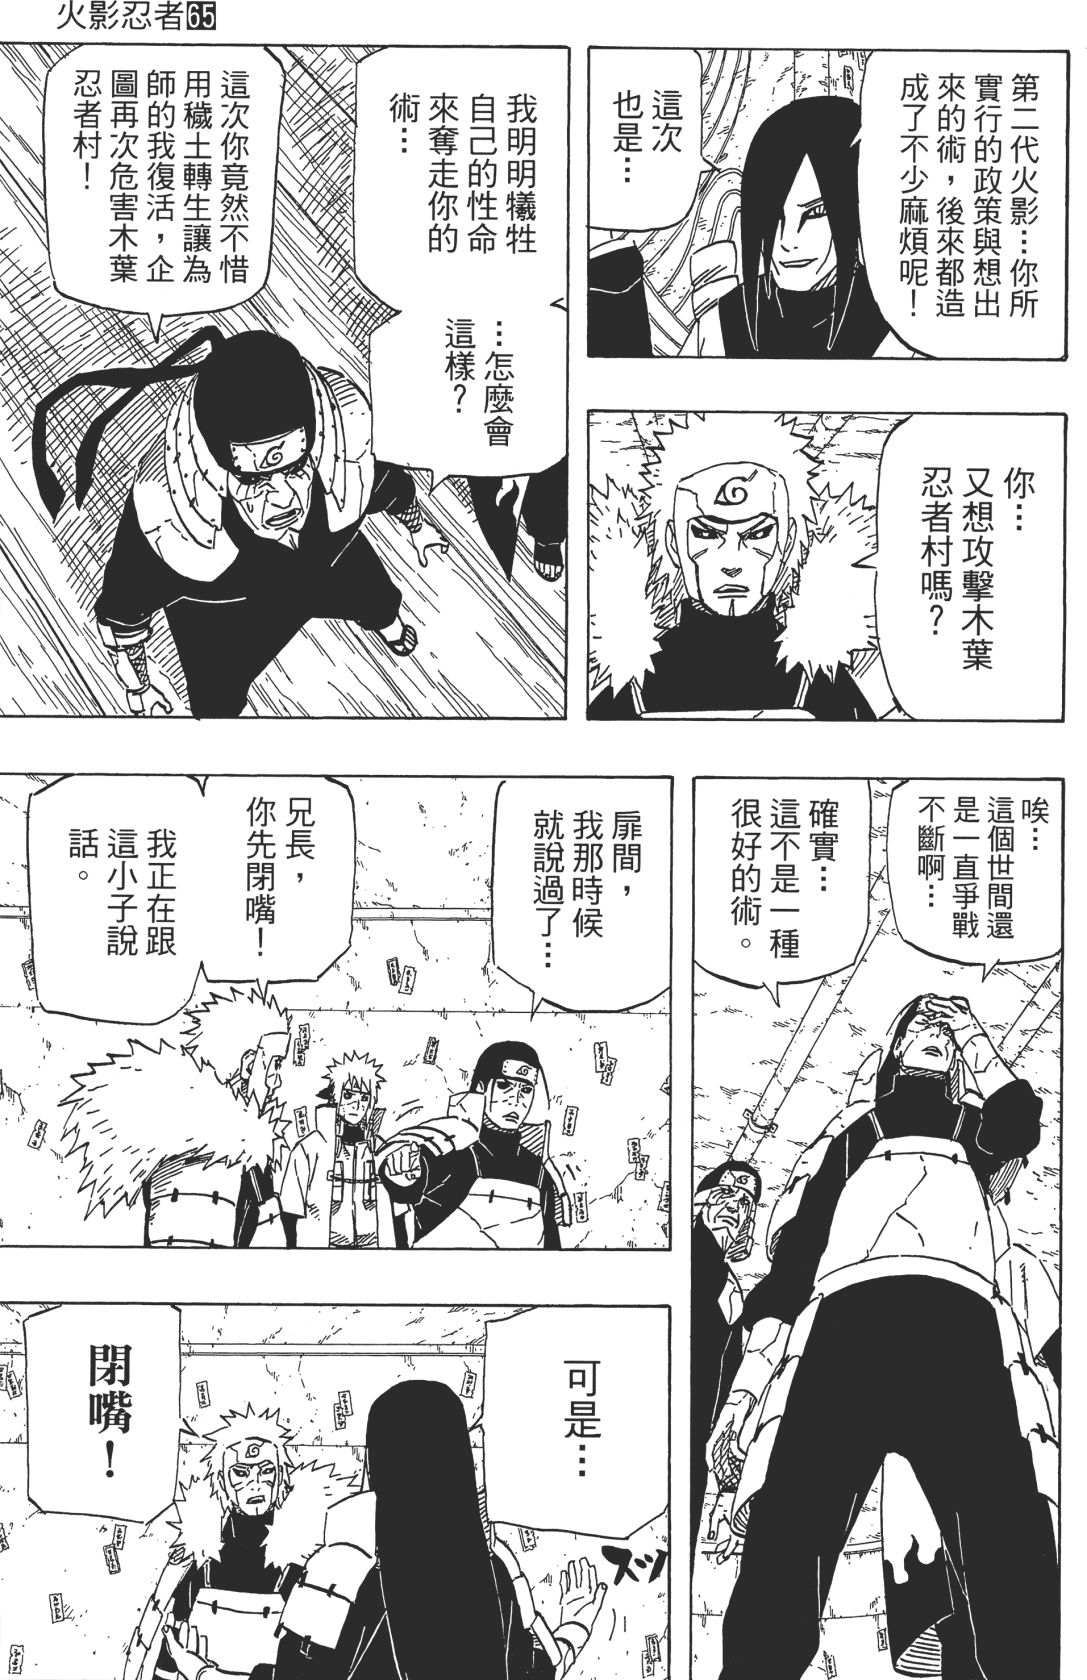 火影忍者65
第二代火影…你所
實行的政策與想出
來的術，後來都造
成了不少麻煩呢！
這次
也是…
你…
又想攻擊木葉
忍者村嗎？
我明明犧牲
自己的性命
來奪走你的
術…
…怎麼會
這樣？
這次你竟然不惜
用穢土轉生讓為
師的我復活，企
圖再次危害木葉
忍者村！
唉…
這個世間還
是一直爭戰
不斷啊…
確實…
這不是一種
很好的術。
扉間，
我那時候
就說過了…
兄長，
你先閉嘴！
我正在跟
這小子說
話。
可是…
閉嘴！
ズッ